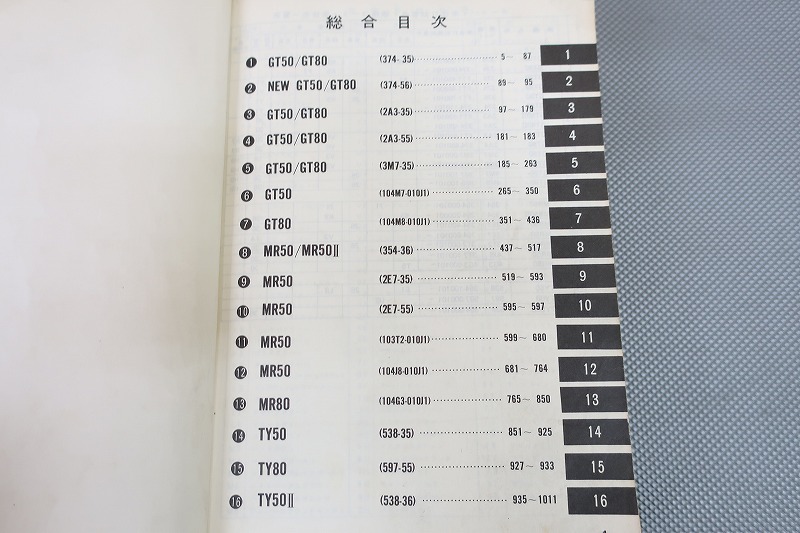 総合目次
❶ GT50/GT80 (374-35) 5〜 87 1
❷ NEW GT50/GT80 (374-56) 89〜 95 2
❸ GT50/GT80 (2A3-35) 97〜 179 3
❹ GT50/GT80 (2A3-55) 181〜 183 4
❺ GT50/GT80 (3M7-35) 185〜 263 5
❻ GT50 (104M7-010J1) 265〜 350 6
❼ GT80 (104M8-010J1) 351〜 436 7
❽ MR50/MR50Ⅱ (354-36) 437〜 517 8
❾ MR50 (2E7-35) 519〜 593 9
❿ MR50 (2E7-55) 595〜 597 10
⓫ MR50 (103T2-010J1) 599〜 680 11
⓬ MR50 (104J8-010J1) 681〜 764 12
⓭ MR80 (104G3-010J1) 765〜 850 13
⓮ TY50 (538-35) 851〜 925 14
⓯ TY80 (597-55) 927〜 933 15
⓰ TY50Ⅱ (538-36) 935〜1011 16